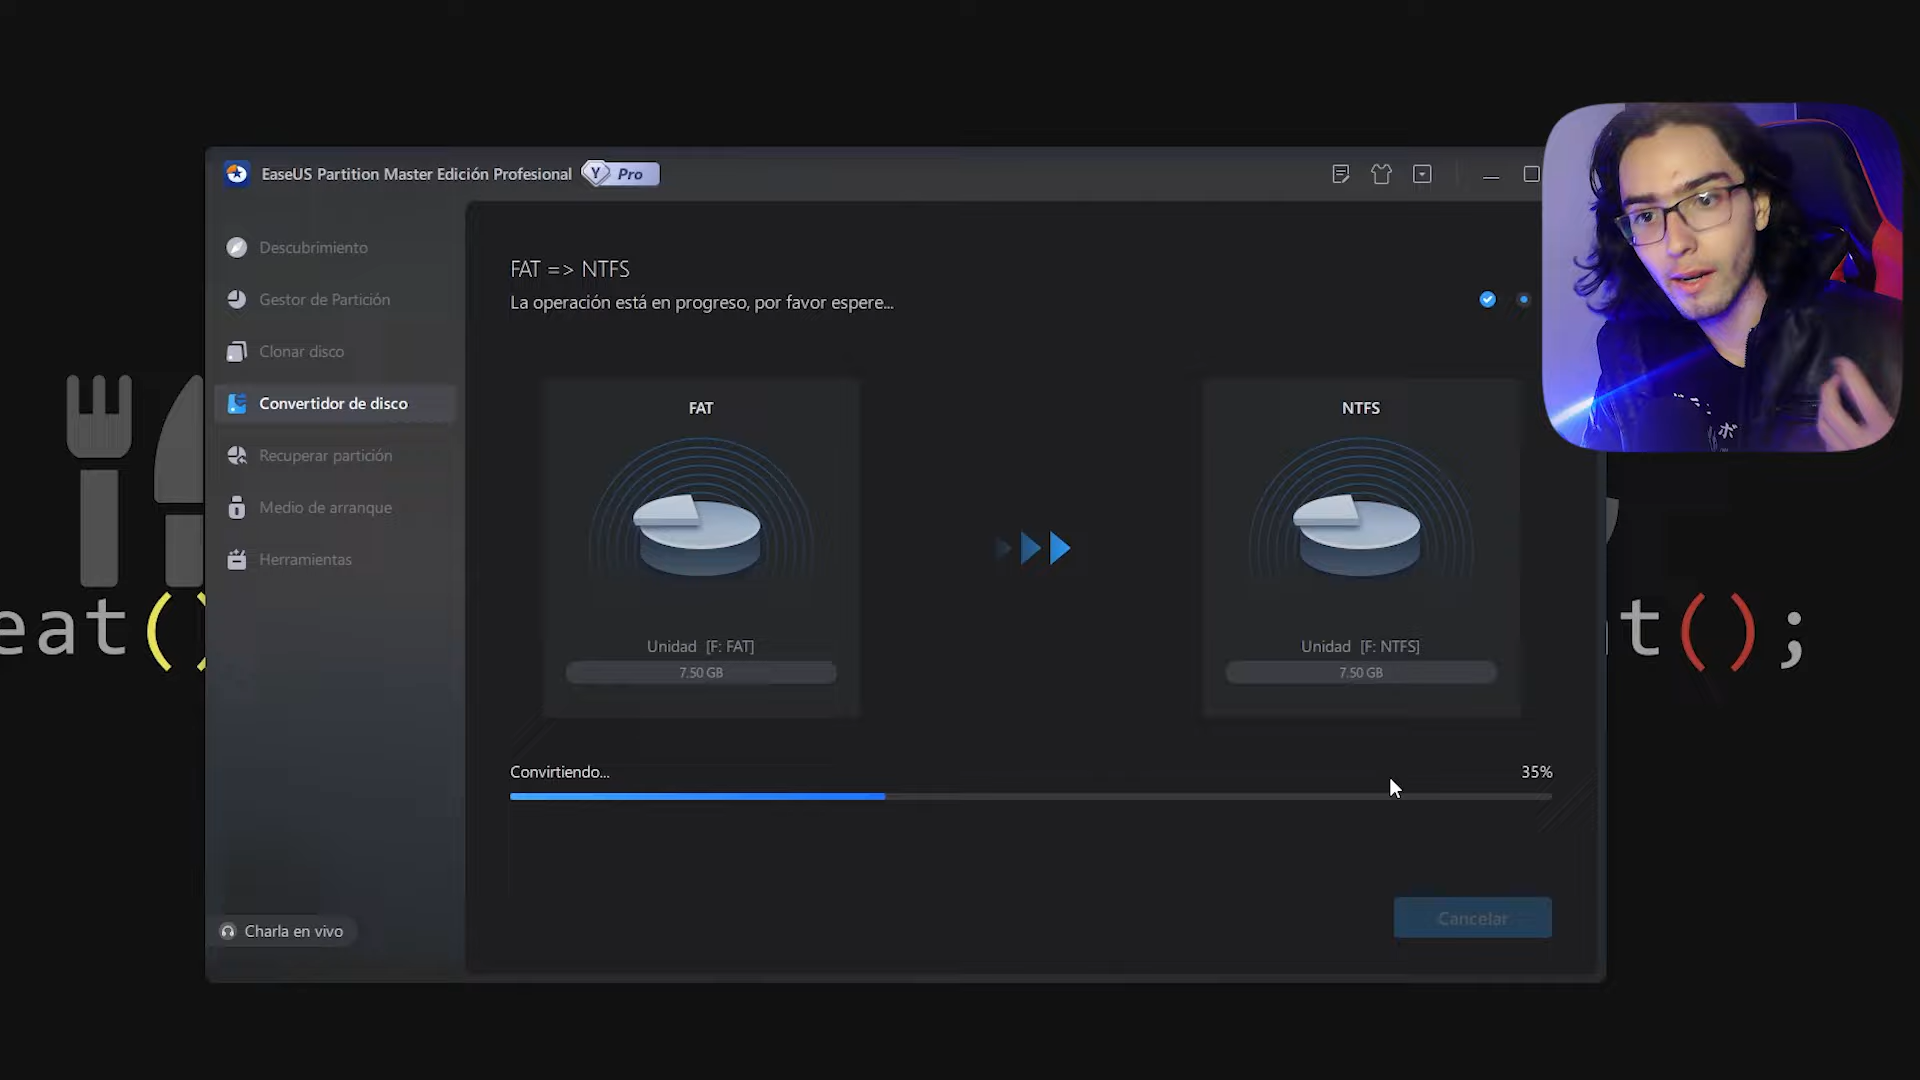 EaseUS Partition Master Edición Profesional Y Pro
Descubrimiento
Gestor de Partición
Clonar disco
Convertidor de disco
Recuperar partición
Medio de arranque
Herramientas
Charla en vivo
FAT => NTFS
La operación está en progreso, por favor espere...
FAT
Unidad [F: FAT]
7.50 GB
NTFS
Unidad [F: NTFS]
7.50 GB
Convirtiendo...
35%
Cancelar
eat()
t();
ボ